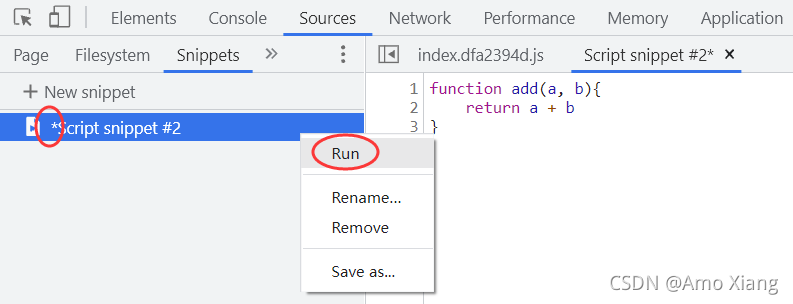 Elements Console Sources Network Performance Memory Application
Page Filesystem Snippets » index.dfa2394d.js Script snippet #2* ×
+ New snippet
*Script snippet #2
1 function add(a, b){
2 return a + b
3 }
Run
Rename...
Remove
Save as...
CSDN @Amo Xiang